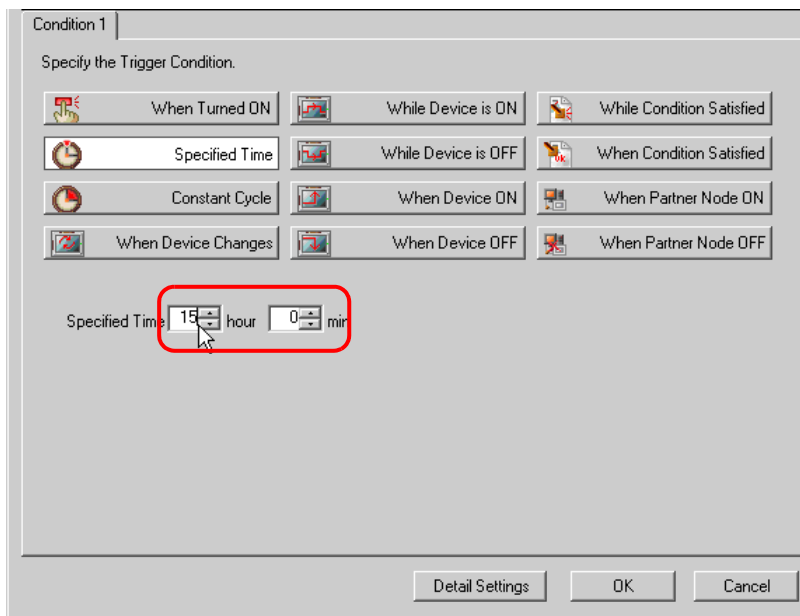 Condition 1
Specify the Trigger Condition.
When Turned ON While Device is ON While Condition Satisfied
Specified Time While Device is OFF OK When Condition Satisfied
Constant Cycle When Device ON When Partner Node ON
When Device Changes When Device OFF When Partner Node OFF
Specified Time 15 hour 0 min
Detail Settings OK Cancel